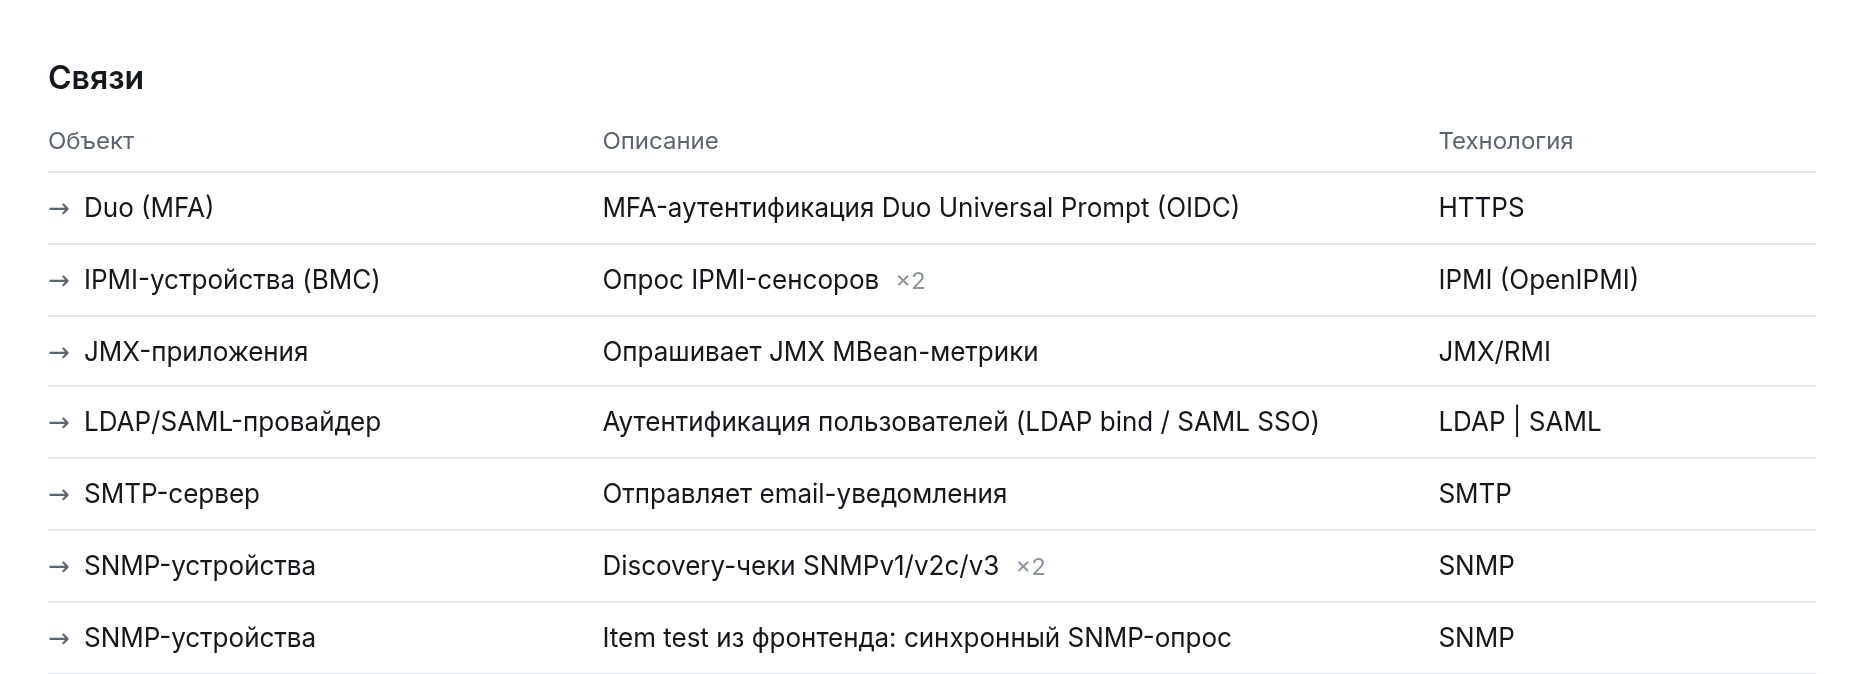 Связи
Объект Описание Технология
→ Duo (MFA) MFA-аутентификация Duo Universal Prompt (OIDC) HTTPS
→ IPMI-устройства (BMC) Опрос IPMI-сенсоров ×2 IPMI (OpenIPMI)
→ JMX-приложения Опрашивает JMX MBean-метрики JMX/RMI
→ LDAP/SAML-провайдер Аутентификация пользователей (LDAP bind / SAML SSO) LDAP | SAML
→ SMTP-сервер Отправляет email-уведомления SMTP
→ SNMP-устройства Discovery-чеки SNMPv1/v2c/v3 ×2 SNMP
→ SNMP-устройства Item test из фронтенда: синхронный SNMP-опрос SNMP